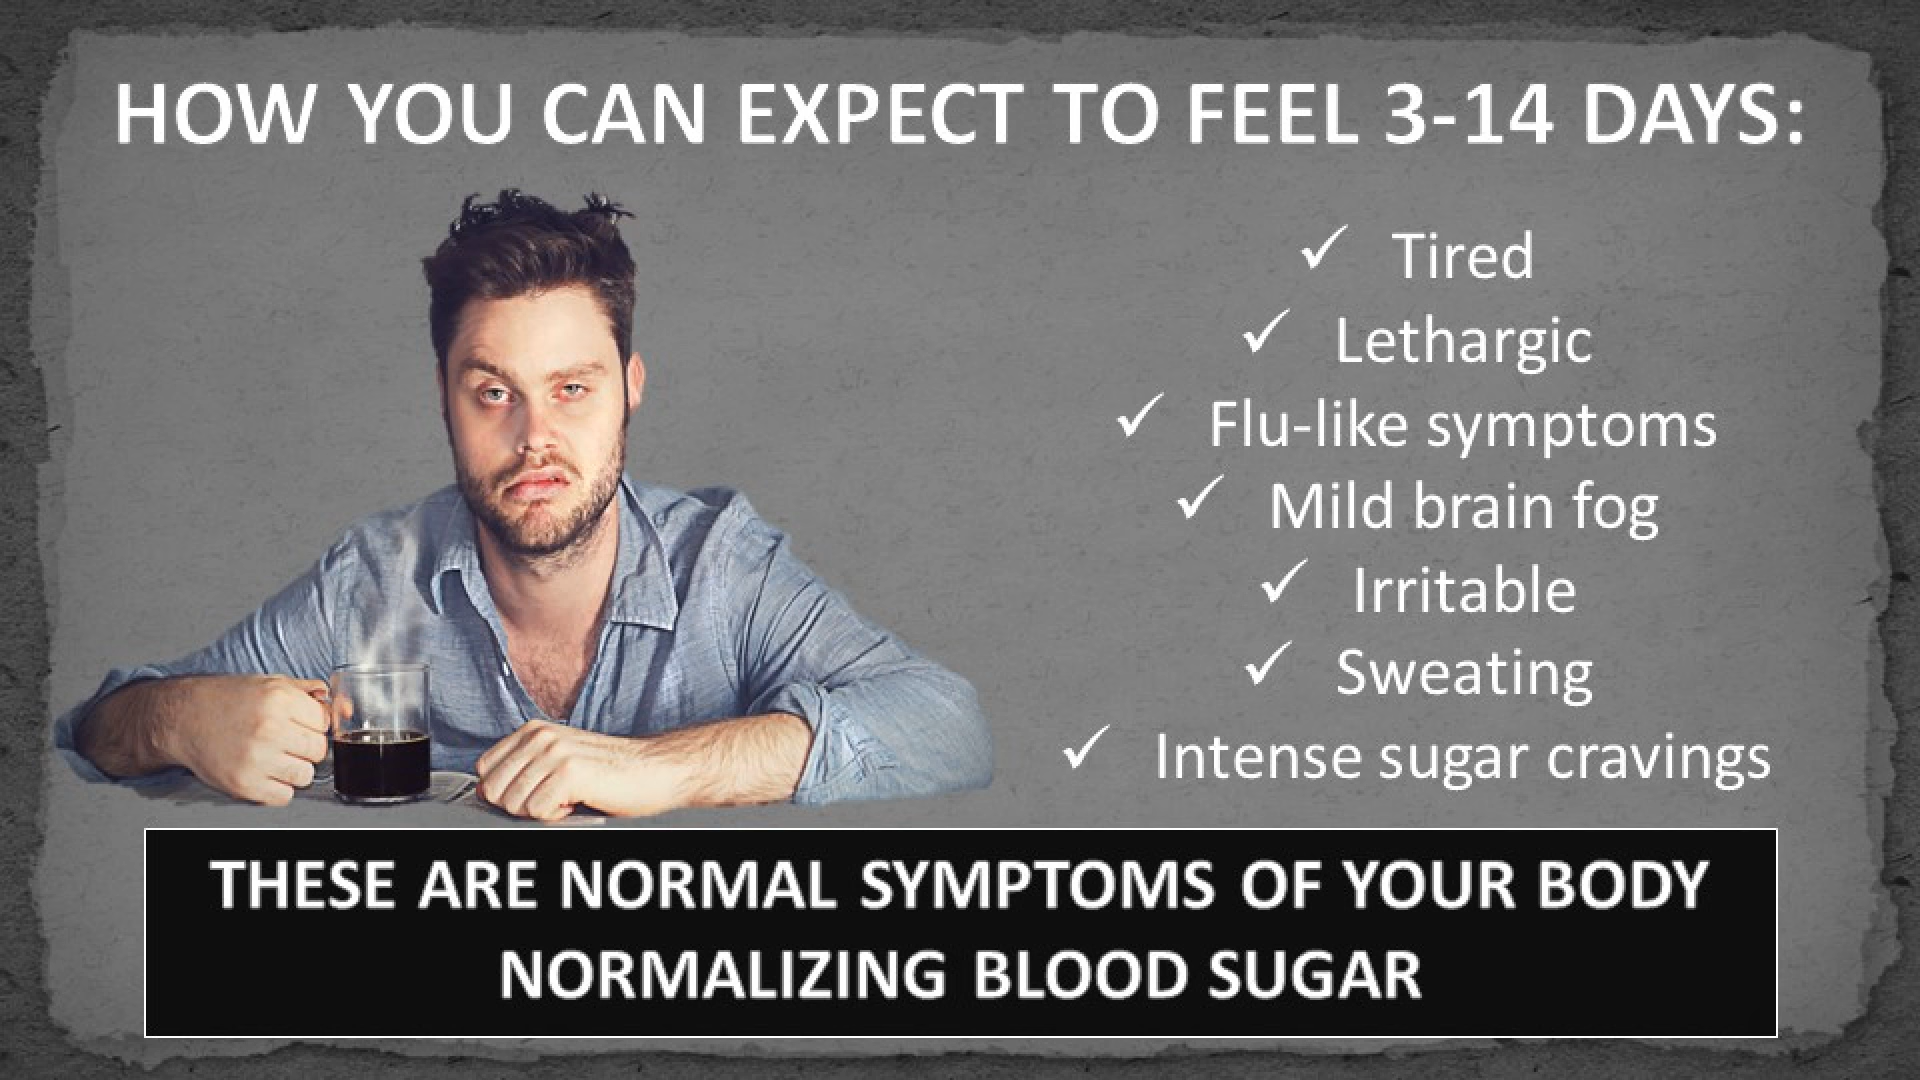 HOW YOU CAN EXPECT TO FEEL 3-14 DAYS:
✓ Tired
✓ Lethargic
✓ Flu-like symptoms
✓ Mild brain fog
✓ Irritable
✓ Sweating
✓ Intense sugar cravings
THESE ARE NORMAL SYMPTOMS OF YOUR BODY
NORMALIZING BLOOD SUGAR